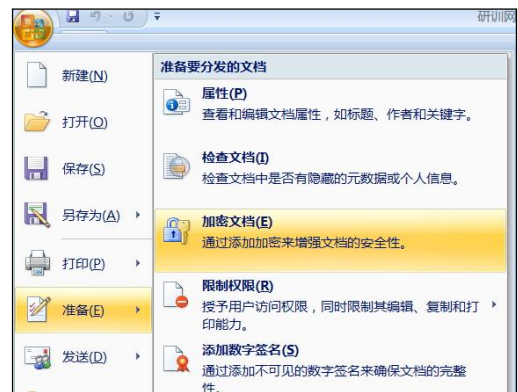 研训网
新建(N)
打开(O)
保存(S)
另存为(A)
打印(P)
准备(E)
发送(D)
准备要分发的文档
属性(P)
查看和编辑文档属性，如标题、作者和关键字。
检查文档(I)
检查文档中是否有隐藏的元数据或个人信息。
加密文档(E)
通过添加加密来增强文档的安全性。
限制权限(R)
授予用户访问权限，同时限制其编辑、复制和打
印能力。
添加数字签名(S)
通过添加不可见的数字签名来确保文档的完整
性。